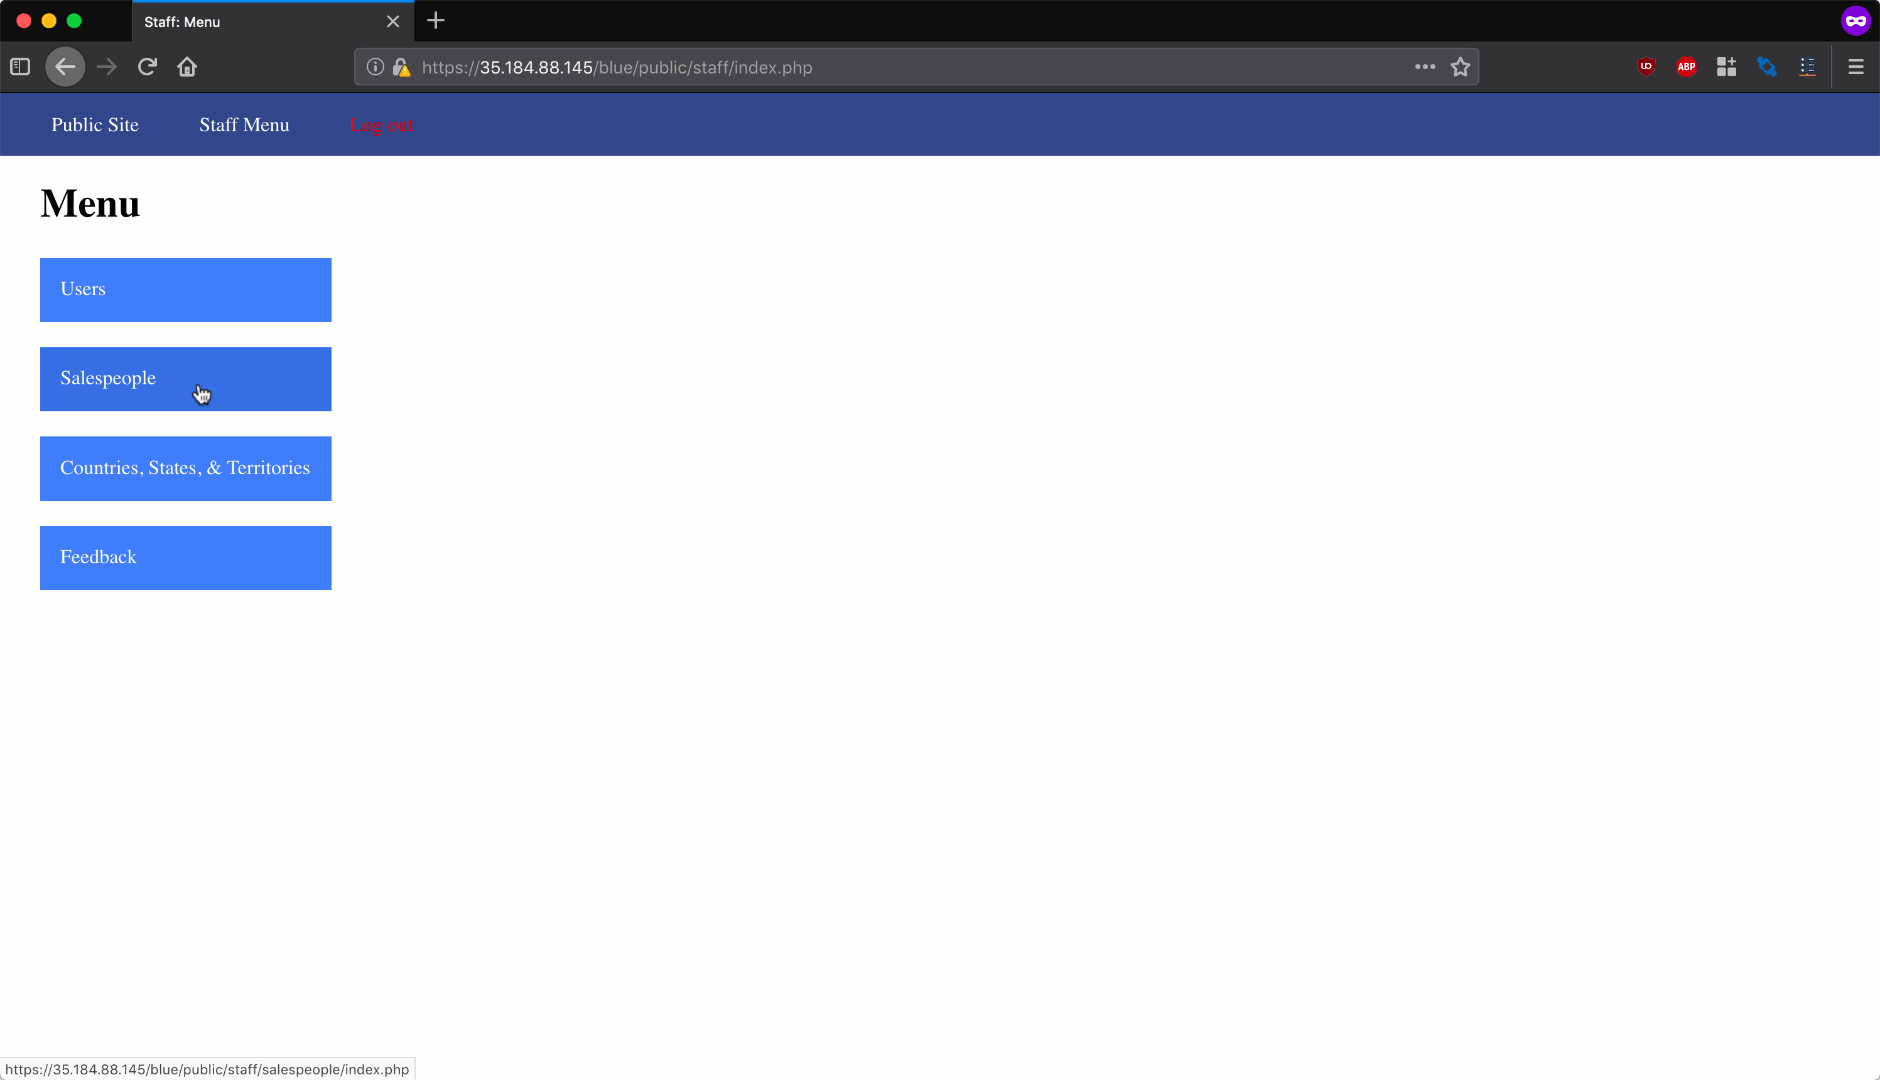 Staff: Menu
https://35.184.88.145/blue/public/staff/index.php
UD
ABP
Public Site
Staff Menu
Log out
Menu
Users
Salespeople
Countries, States, & Territories
Feedback
https://35.184.88.145/blue/public/staff/salespeople/index.php